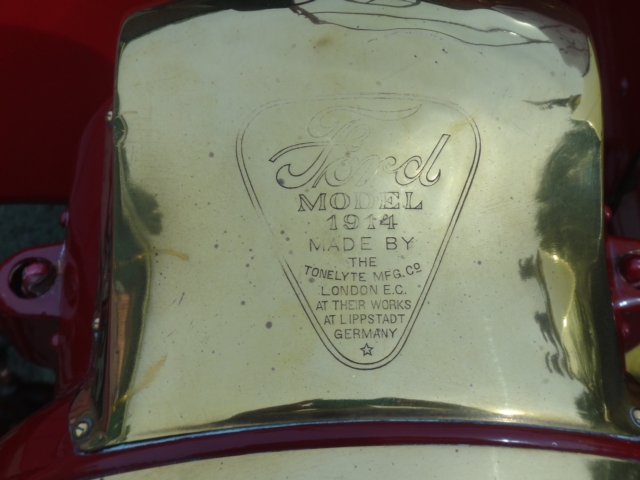 Ford
MODEL
1914
MADE BY
THE
TONELYTE MFG. CO
LONDON E.C.
AT THEIR WORKS
AT LIPPSTADT
GERMANY